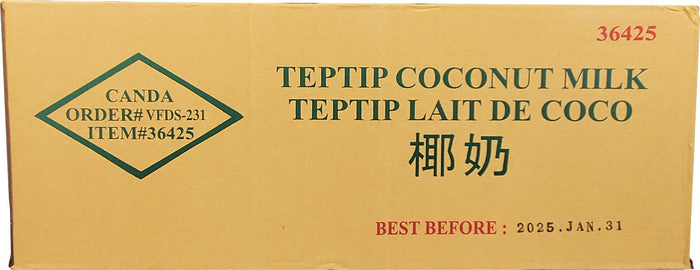 36425
CANDA
ORDER# VFDS-231
ITEM#36425
TEPTIP COCONUT MILK
TEPTIP LAIT DE COCO
椰奶
BEST BEFORE : 2025.JAN.31